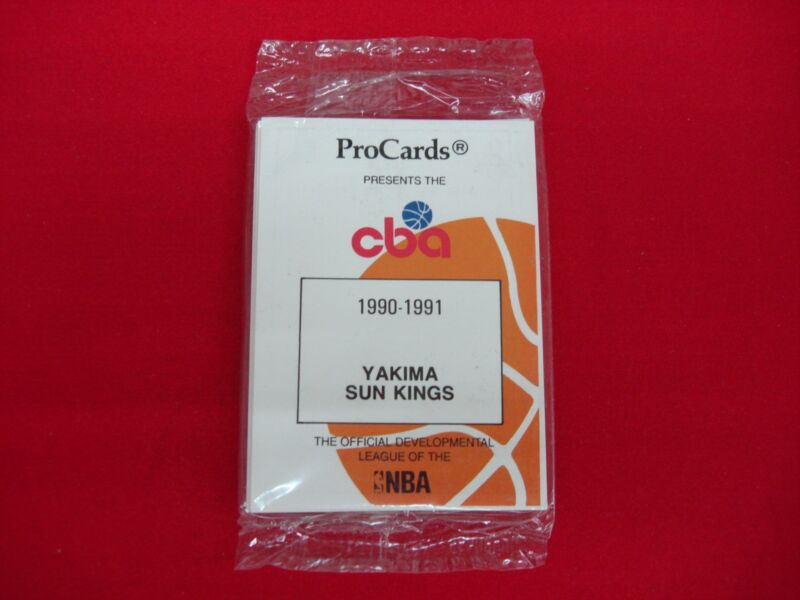 ProCards®
PRESENTS THE
cba
1990-1991
YAKIMA
SUN KINGS
THE OFFICIAL DEVELOPMENTAL
LEAGUE OF THE
NBA